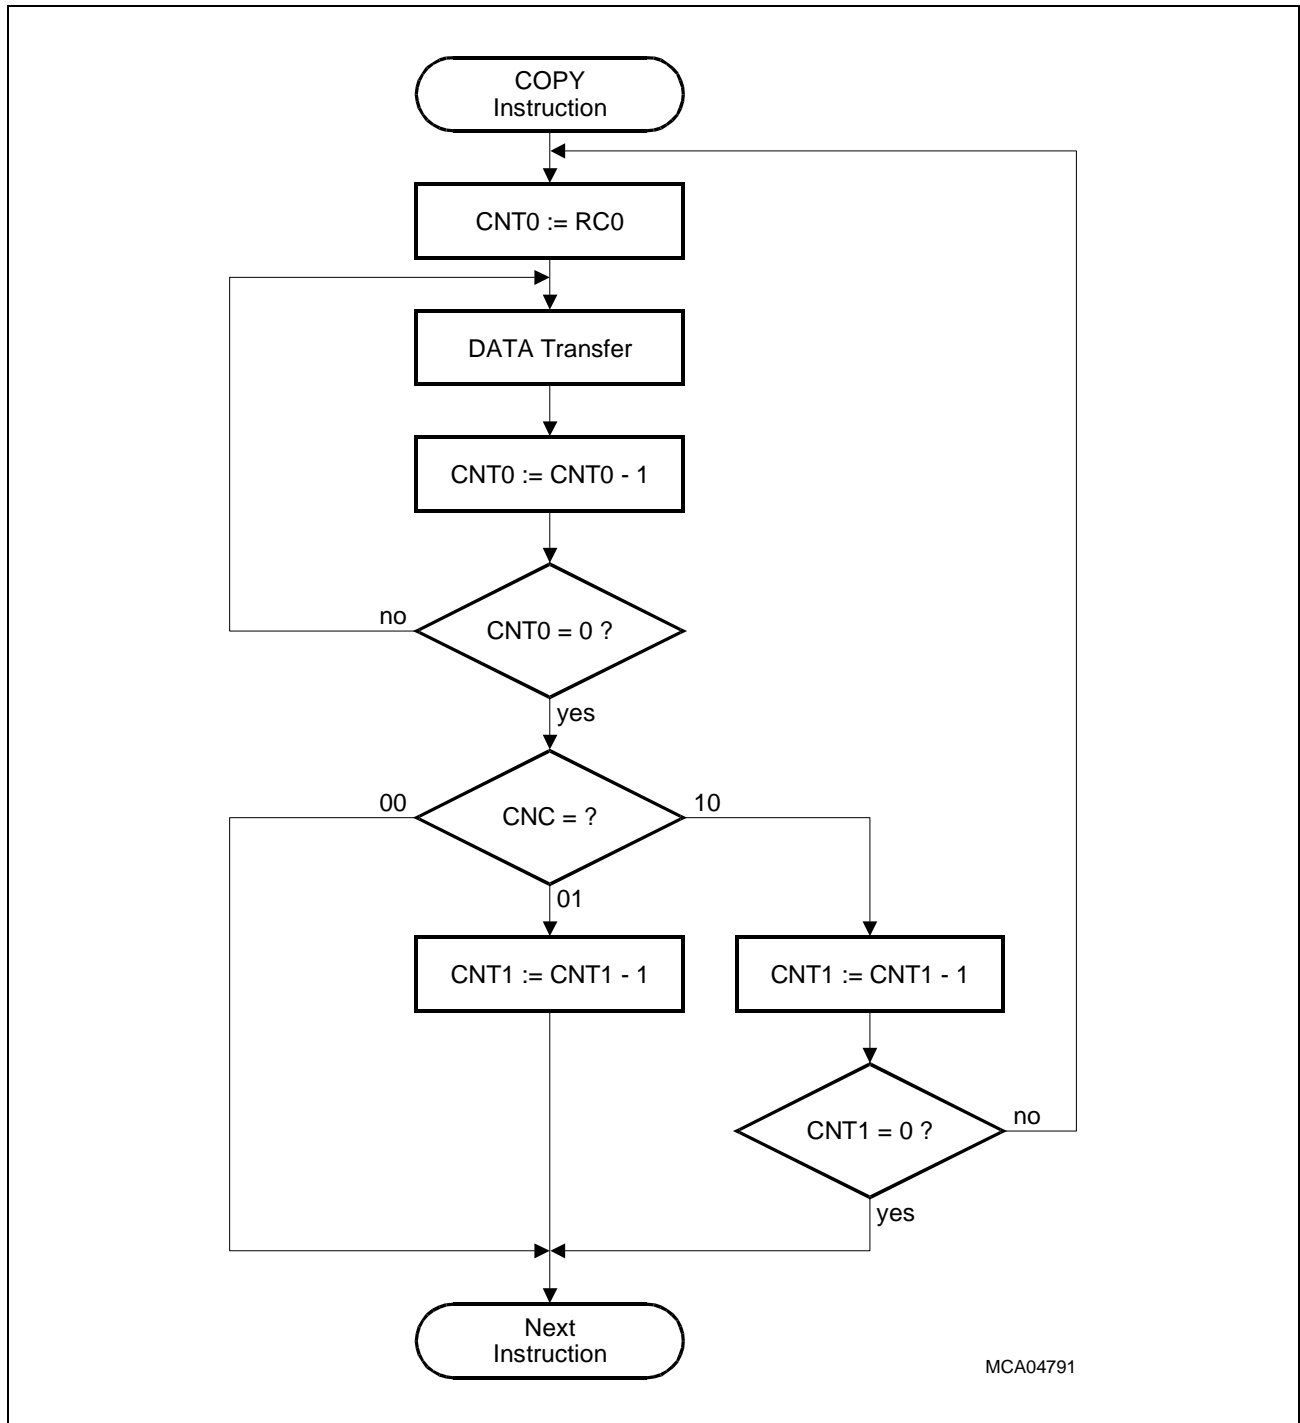 COPY
Instruction
CNT0 := RC0
DATA Transfer
CNT0 := CNT0 - 1
no
CNT0 = 0 ?
yes
00
CNC = ?
10
01
CNT1 := CNT1 - 1
CNT1 := CNT1 - 1
CNT1 = 0 ?
no
yes
Next
Instruction
MCA04791